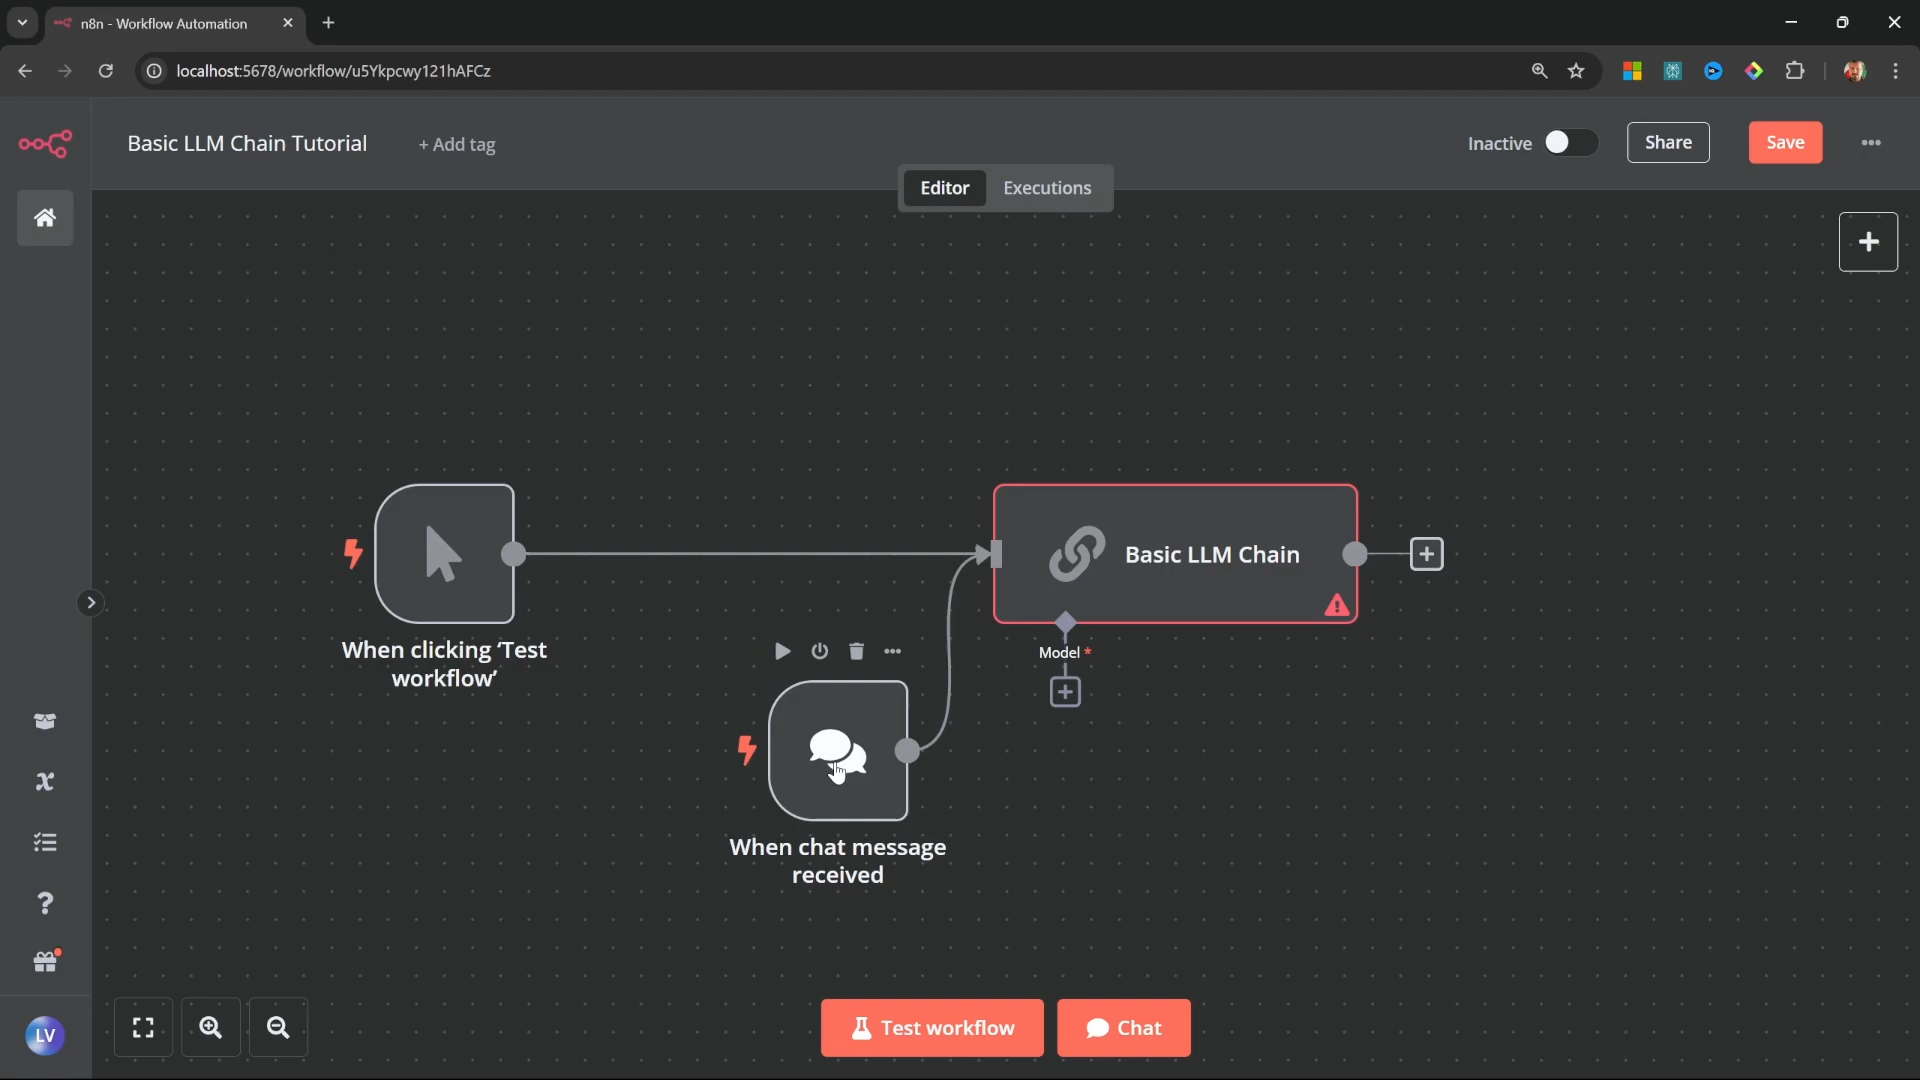 n8n - Workflow Automation
localhost:5678/workflow/u5Ykpcwy121hAFCz
Basic LLM Chain Tutorial
+ Add tag
Inactive
Share
Save
Editor
Executions
Basic LLM Chain
When clicking ‘Test
workflow’
Model *
When chat message
received
LV
Test workflow
Chat